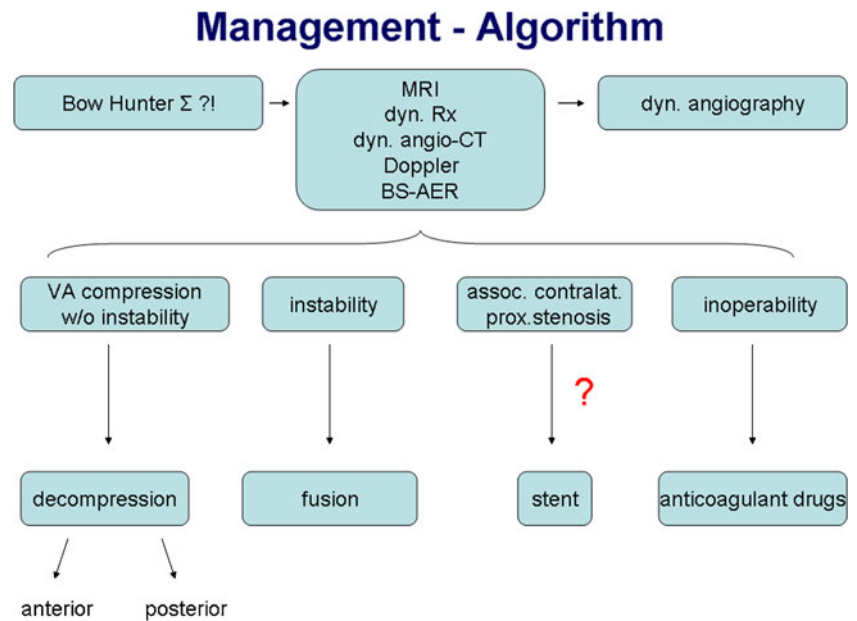 Management - Algorithm
Bow Hunter Σ ?!
MRI
dyn. Rx
dyn. angio-CT
Doppler
BS-AER
dyn. angiography
VA compression
w/o instability
instability
assoc. contralat.
prox.stenosis
inoperability
?
decompression
fusion
stent
anticoagulant drugs
anterior
posterior